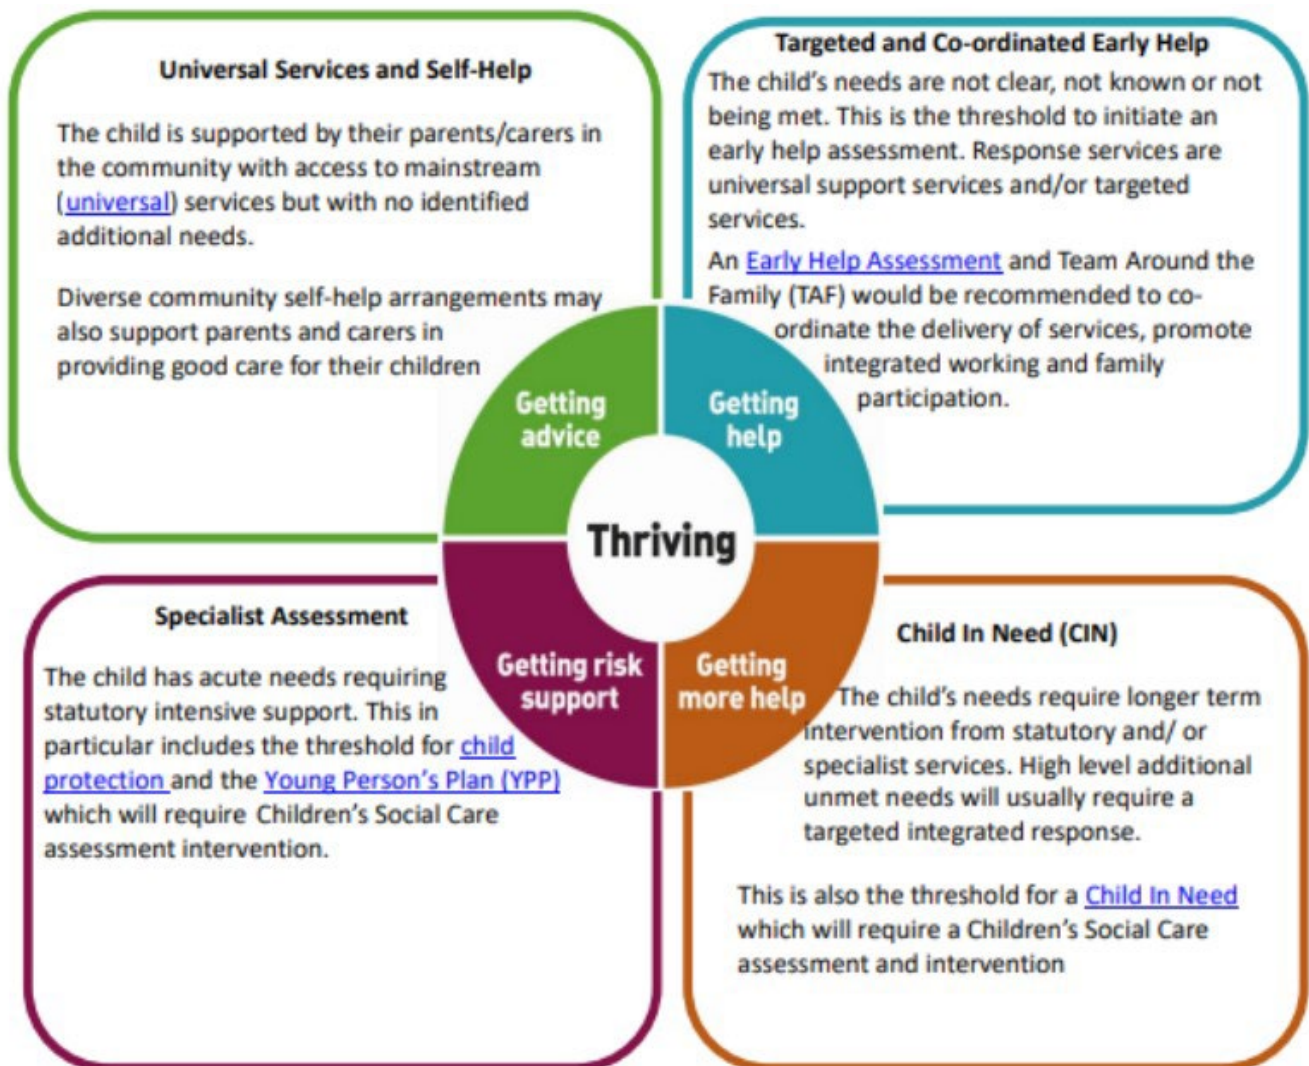 Universal Services and Self-Help
The child is supported by their parents/carers in
the community with access to mainstream
(universal) services but with no identified
additional needs.
Diverse community self-help arrangements may
also support parents and carers in
providing good care for their children
Targeted and Co-ordinated Early Help
The child's needs are not clear, not known or not
being met. This is the threshold to initiate an
early help assessment. Response services are
universal support services and/or targeted
services.
An Early Help Assessment and Team Around the
Family (TAF) would be recommended to co-
ordinate the delivery of services, promote
integrated working and family
participation.
Getting
advice
Getting
help
Thriving
Getting risk
support
Getting
more help
Specialist Assessment
The child has acute needs requiring
statutory intensive support. This in
particular includes the threshold for child
protection and the Young Person's Plan (YPP)
which will require Children's Social Care
assessment intervention.
Child In Need (CIN)
The child's needs require longer term
intervention from statutory and/ or
specialist services. High level additional
unmet needs will usually require a
targeted integrated response.
This is also the threshold for a Child In Need
which will require a Children's Social Care
assessment and intervention